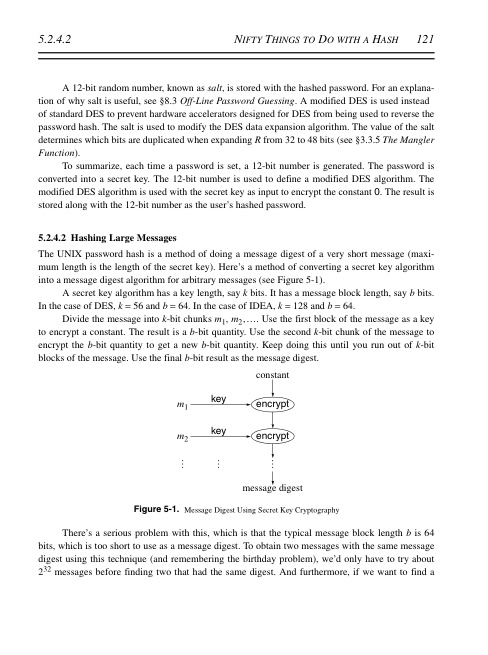 5.2.4.2 NIFTY THINGS TO DO WITH A HASH 121
A 12-bit random number, known as salt, is stored with the hashed password. For an explana-
tion of why salt is useful, see §8.3 Off-Line Password Guessing. A modified DES is used instead
of standard DES to prevent hardware accelerators designed for DES from being used to reverse the
password hash. The salt is used to modify the DES data expansion algorithm. The value of the salt
determines which bits are duplicated when expanding R from 32 to 48 bits (see §3.3.5 The Mangler
Function).
To summarize, each time a password is set, a 12-bit number is generated. The password is
converted into a secret key. The 12-bit number is used to define a modified DES algorithm. The
modified DES algorithm is used with the secret key as input to encrypt the constant 0. The result is
stored along with the 12-bit number as the user's hashed password.
5.2.4.2 Hashing Large Messages
The UNIX password hash is a method of doing a message digest of a very short message (maxi-
mum length is the length of the secret key). Here's a method of converting a secret key algorithm
into a message digest algorithm for arbitrary messages (see Figure 5-1).
A secret key algorithm has a key length, say k bits. It has a message block length, say b bits.
In the case of DES, k = 56 and b = 64. In the case of IDEA, k = 128 and b = 64.
Divide the message into k-bit chunks m1, m2,…. Use the first block of the message as a key
to encrypt a constant. The result is a b-bit quantity. Use the second k-bit chunk of the message to
encrypt the b-bit quantity to get a new b-bit quantity. Keep doing this until you run out of k-bit
blocks of the message. Use the final b-bit result as the message digest.
constant
m1 key encrypt
m2 key encrypt
⋮ ⋮ ⋮
message digest
Figure 5-1. Message Digest Using Secret Key Cryptography
There's a serious problem with this, which is that the typical message block length b is 64
bits, which is too short to use as a message digest. To obtain two messages with the same message
digest using this technique (and remembering the birthday problem), we'd only have to try about
2^32 messages before finding two that had the same digest. And furthermore, if we want to find a